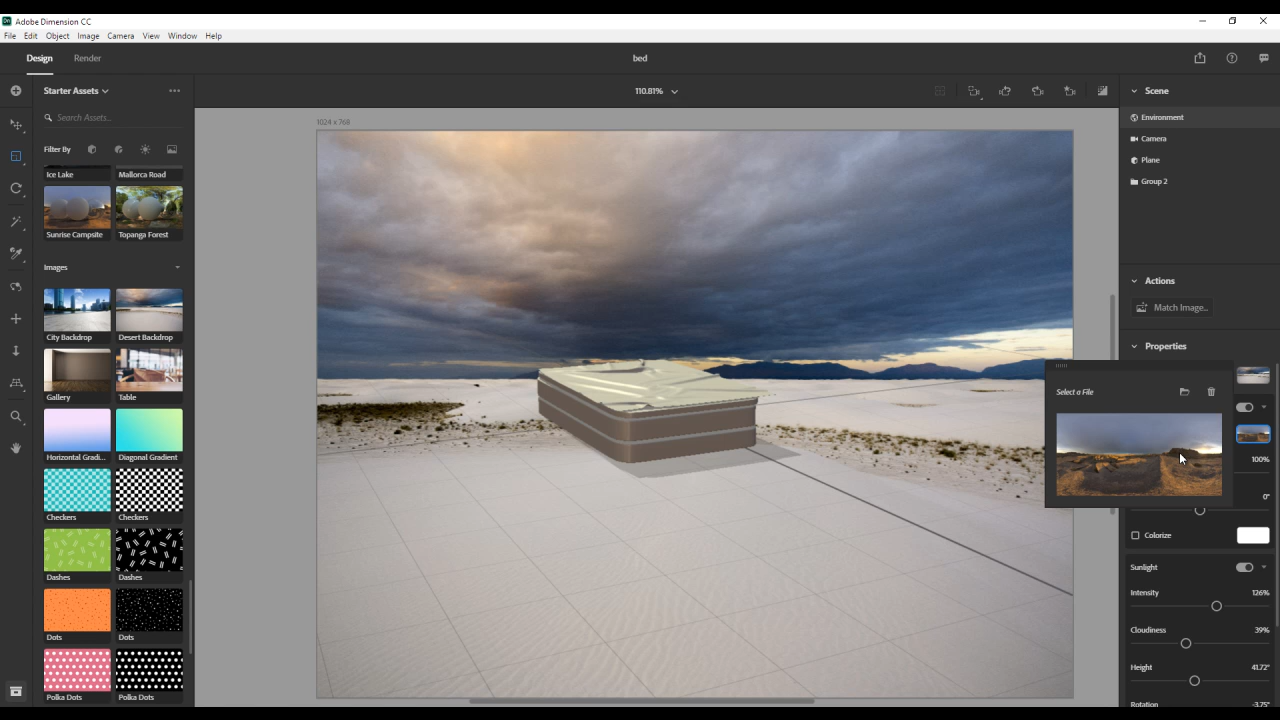 Dn Adobe Dimension CC
File Edit Object Image Camera View Window Help
Design Render bed
Starter Assets
110.81%
Scene
Search Assets...
1024 x 768
Environment
Camera
Filter By
Plane
Ice Lake Mallorca Road
Group 2
Sunrise Campsite Topanga Forest
Images
Actions
Match Image...
City Backdrop Desert Backdrop
Properties
Gallery Table
Select a File
Horizontal Gradi... Diagonal Gradient
100%
0°
Checkers Checkers
Colorize
Dashes Dashes
Sunlight
Intensity 126%
Dots Dots
Cloudiness 39%
Height 41.72°
Polka Dots Polka Dots
Rotation -3.75°